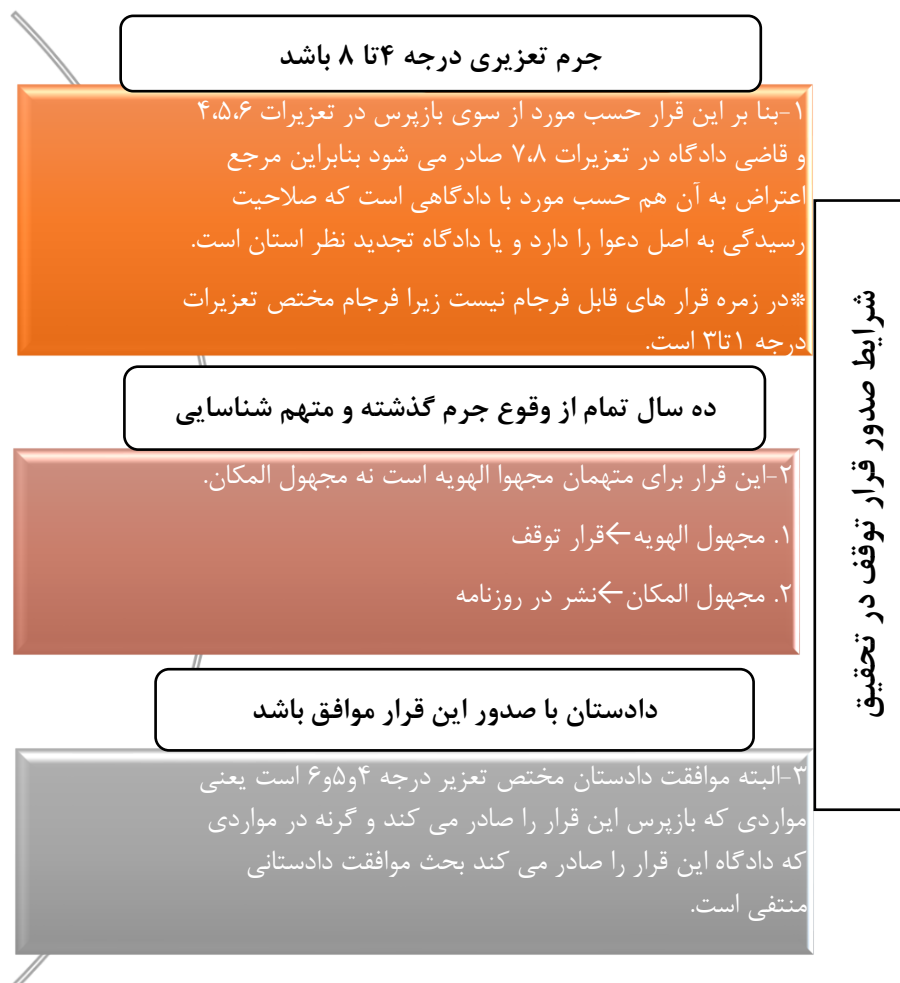 شرایط صدور قرار توقف در تحقیق
جرم تعزیری درجه ۴تا ۸ باشد
۱-بنا بر این قرار حسب مورد از سوی بازپرس در تعزیرات ۴،۵،۶
و قاضی دادگاه در تعزیرات ۷،۸ صادر می شود بنابراین مرجع
اعتراض به آن هم حسب مورد با دادگاهی است که صلاحیت
رسیدگی به اصل دعوا را دارد و یا دادگاه تجدید نظر استان است.
*در زمره قرار های قابل فرجام نیست زیرا فرجام مختص تعزیرات
درجه ۱تا۳ است.
ده سال تمام از وقوع جرم گذشته و متهم شناسایی
۲-این قرار برای متهمان مجهوا الهویه است نه مجهول المکان.
۱. مجهول الهویه←قرار توقف
۲. مجهول المکان←نشر در روزنامه
دادستان با صدور این قرار موافق باشد
۳-البته موافقت دادستان مختص تعزیر درجه ۴و۵و۶ است یعنی
مواردی که بازپرس این قرار را صادر می کند و گرنه در مواردی
که دادگاه این قرار را صادر می کند بحث موافقت دادستانی
منتفی است.